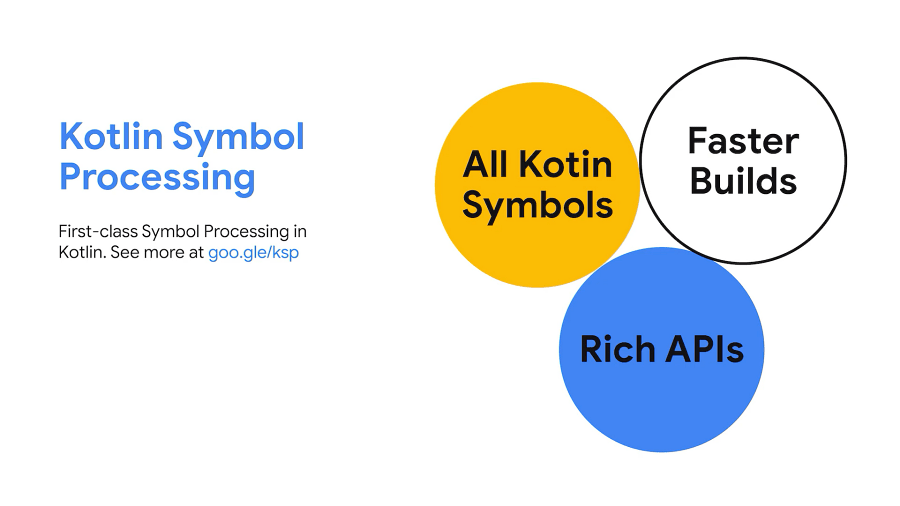 Kotlin Symbol
Processing
First-class Symbol Processing in
Kotlin. See more at goo.gle/ksp
All Kotin
Symbols
Faster
Builds
Rich APIs